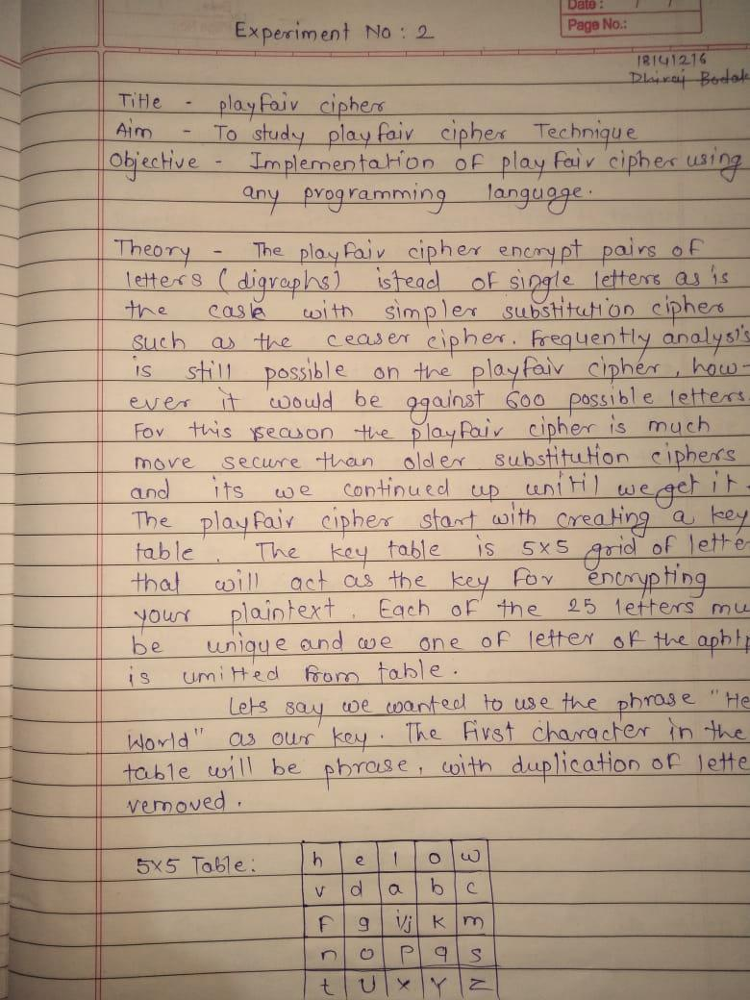 Date: / /
Page No.:
Experiment No : 2
18141216
Dhiraj Bodak
Title - playfair cipher
Aim - To study playfair cipher Technique
Objective - Implementation of playfair cipher using
any programming language.
Theory - The playfair cipher encrypt pairs of
letters (digraphs) istead of single letters as is
the case with simpler substitution cipher
such as the ceaser cipher. Frequently analysis
is still possible on the playfair cipher, how-
ever it would be against 600 possible letters
For this reason the playfair cipher is much
more secure than older substitution ciphers
and its we continued up unitil we get it.
The playfair cipher start with creating a key
table. The key table is 5x5 grid of lette
that will act as the key for encrypting
your plaintext. Each of the 25 letters mu
be unique and we one of letter of the
is umitted from table.
Lets say we wanted to use the phrase "He
World" as our key. The first character in the
table will be phrase, with duplication of lette
removed.
5x5 Table:
h e l o w
r d a b c
f g i/j k m
n o p q s
t U x Y z